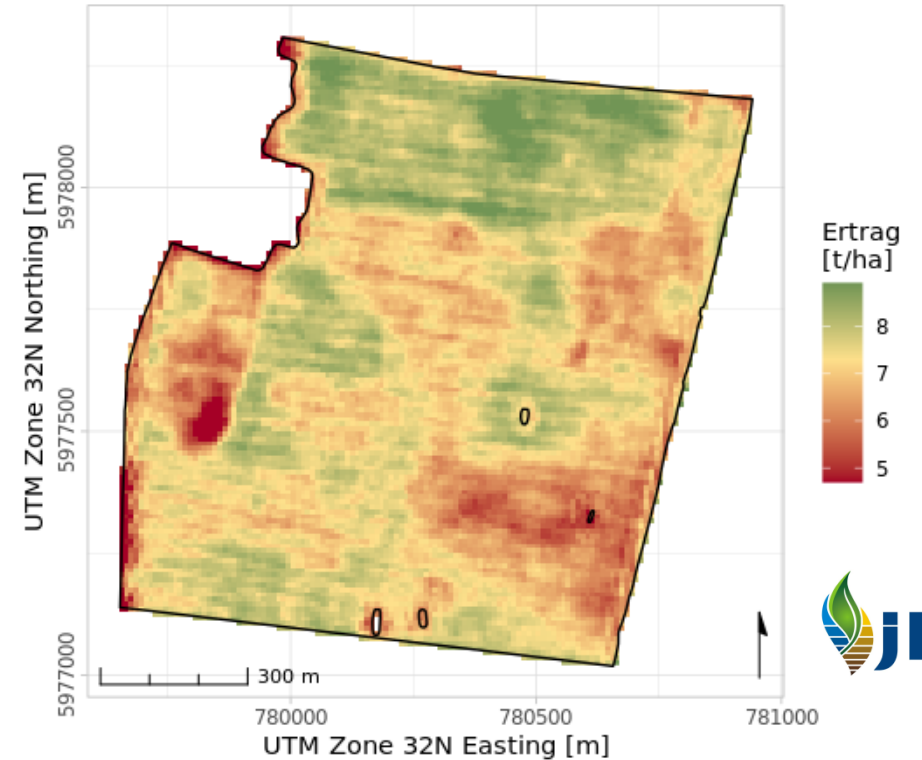 5978000
5977500
5977000
UTM Zone 32N Northing [m]
300 m
780000
780500
781000
UTM Zone 32N Easting [m]
Ertrag
[t/ha]
8
7
6
5